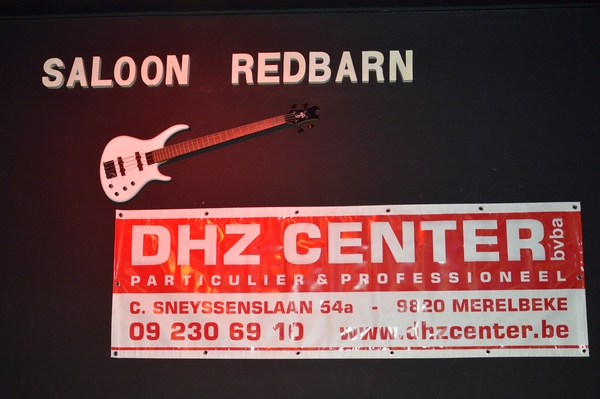 SALOON REDBARN
DHZ CENTER bvba
PARTICULIER & PROFESSIONEEL
C. SNEYSSENSLAAN 54a - 9820 MERELBEKE
09 230 69 10 www.dhzcenter.be